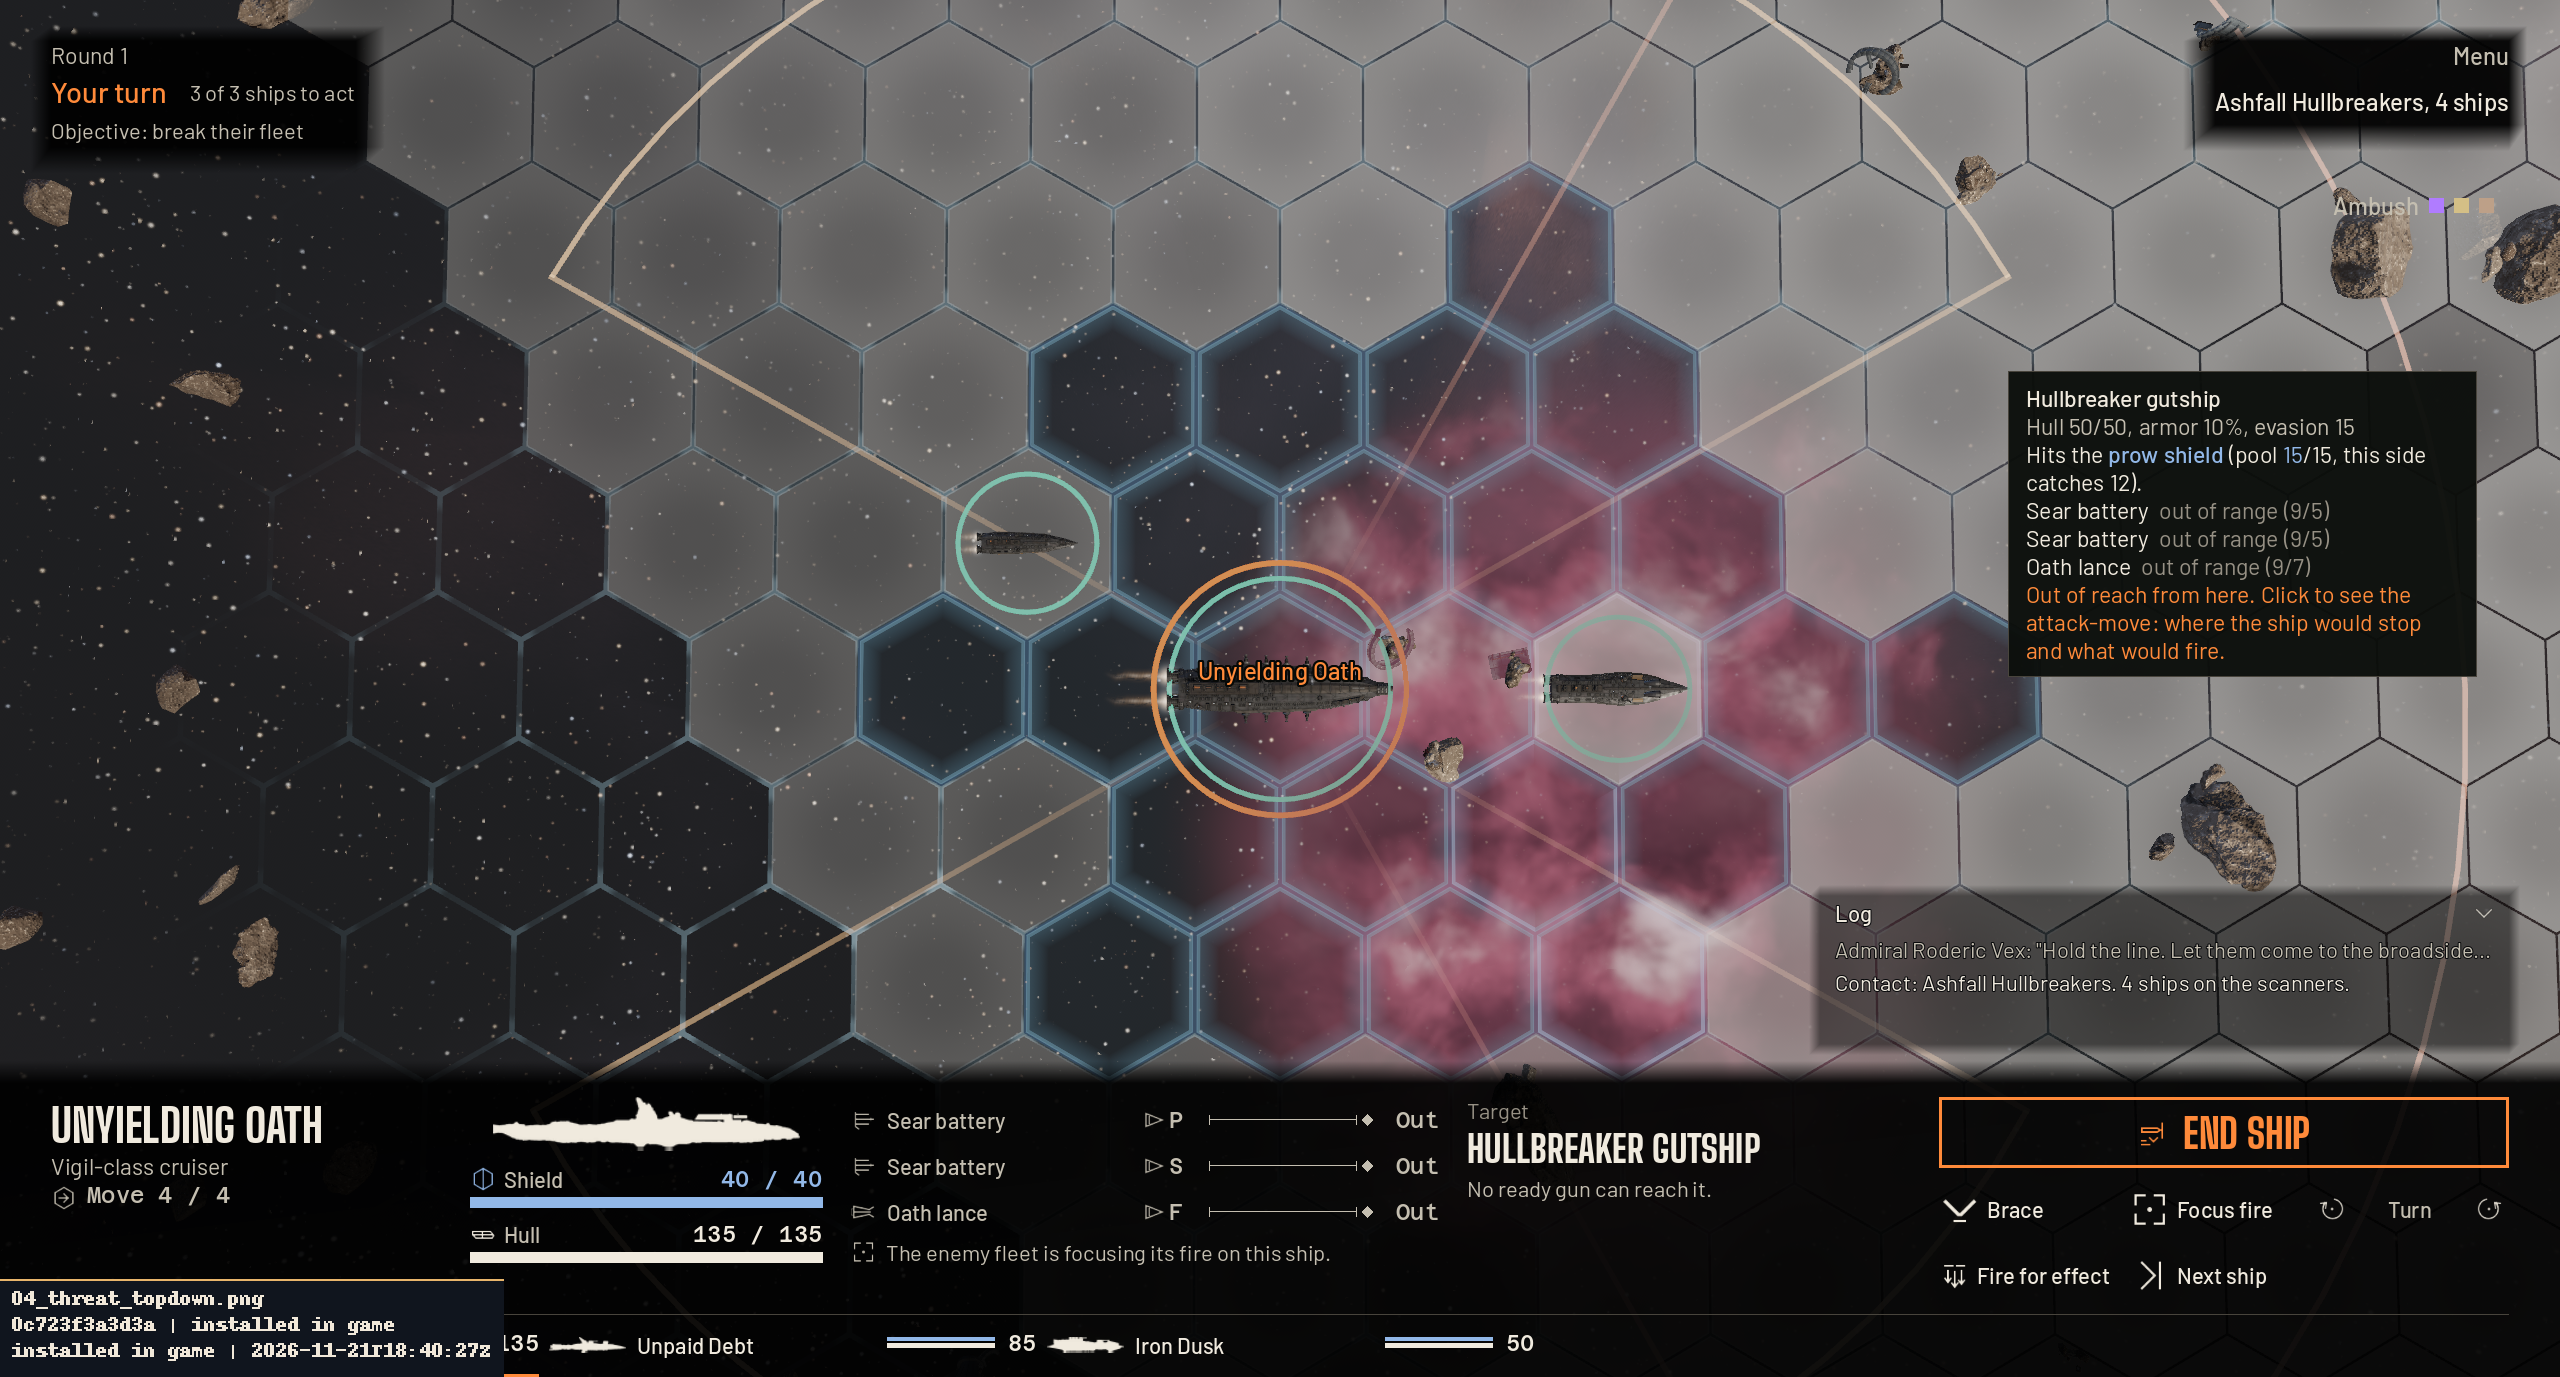 Round 1
Your turn 3 of 3 ships to act
Objective: break their fleet
Menu
Ashfall Hullbreakers, 4 ships
Ambush
Hullbreaker gutship
Hull 50/50, armor 10%, evasion 15
Hits the prow shield (pool 15/15, this side
catches 12).
Sear battery out of range (9/5)
Sear battery out of range (9/5)
Oath lance out of range (9/7)
Out of reach from here. Click to see the
attack-move: where the ship would stop
and what would fire.
Unyielding Oath
Log
Admiral Roderic Vex: "Hold the line. Let them come to the broadside...
Contact: Ashfall Hullbreakers. 4 ships on the scanners.
UNYIELDING OATH
Vigil-class cruiser
Move 4 / 4
Shield 40 / 40
Hull 135 / 135
Sear battery P Out
Sear battery S Out
Oath lance F Out
The enemy fleet is focusing its fire on this ship.
Target
HULLBREAKER GUTSHIP
No ready gun can reach it.
END SHIP
Brace Focus fire Turn
Fire for effect Next ship
04_threat_topdown.png
0c723f3a3d3a | installed in game
installed in game | 2026-11-21T18:40:27Z
135 Unpaid Debt 85 Iron Dusk 50